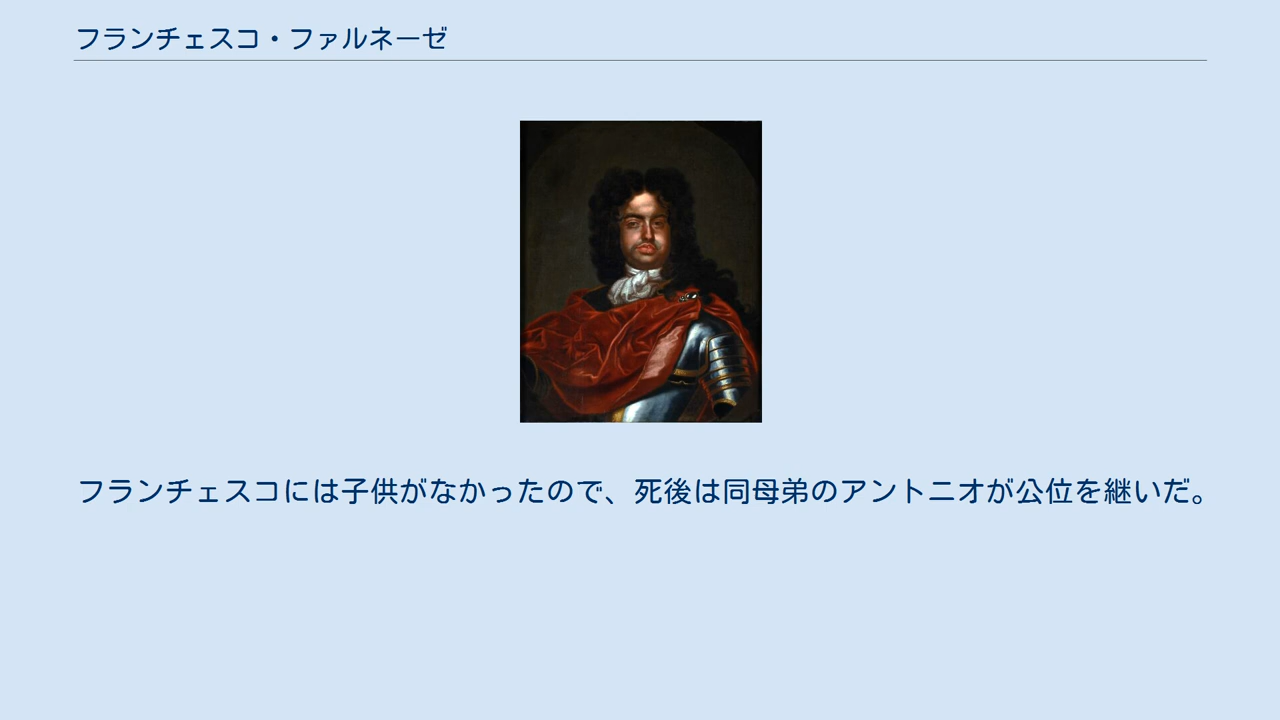 フランチェスコ・ファルネーゼ
フランチェスコには子供がなかったので、死後は同母弟のアントニオが公位を継いだ。